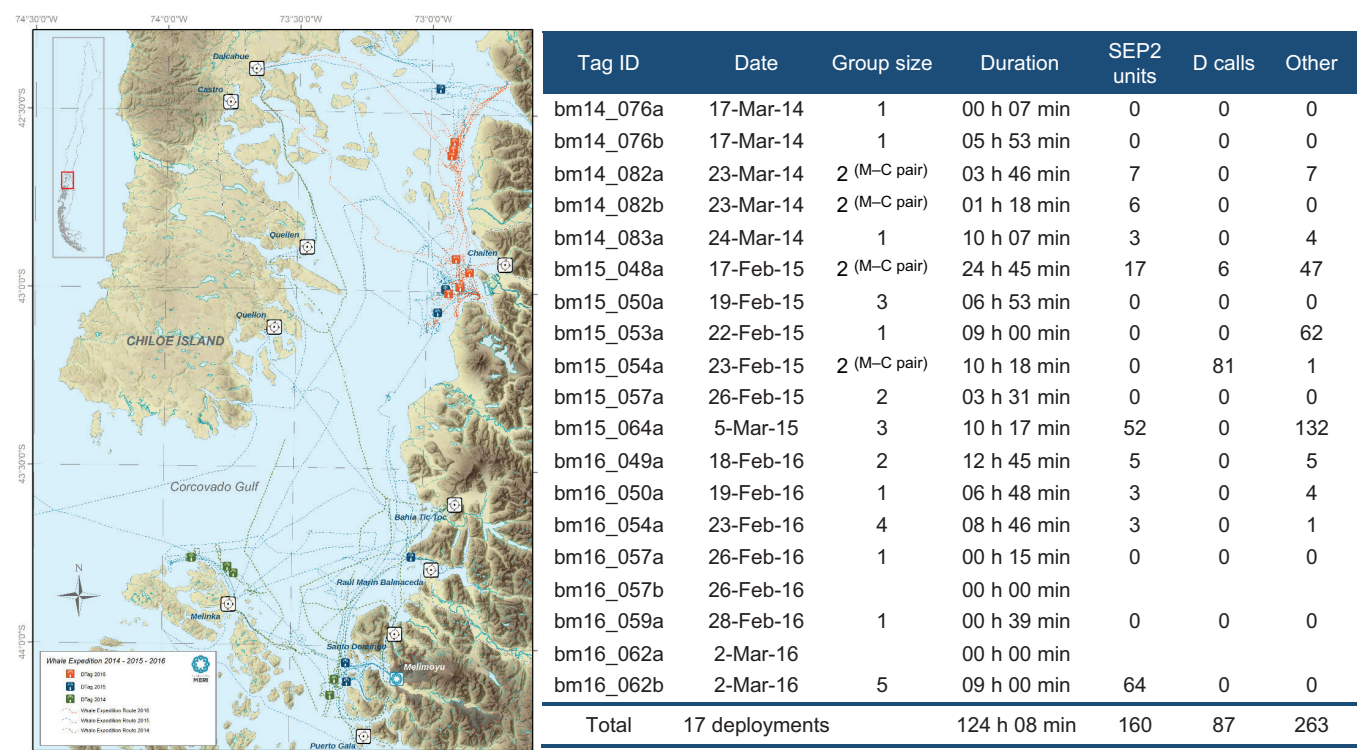 74°30'0"W 74°0'0"W 73°30'0"W 73°0'0"W
42°30'0"S
43°0'0"S
43°30'0"S
44°0'0"S
Dalcahue
Castro
Queilen
Chaiten
Quellon
CHILOE ISLAND
Corcovado Gulf
Bahia Tic Toc
Raul Marin Balmaceda
Melinka
Santo Domingo
Melimoyu
Puerto Gala
N
Whale Expedition 2014 - 2015 - 2016
DTag 2016
DTag 2015
DTag 2014
Whale Expedition Route 2016
Whale Expedition Route 2015
Whale Expedition Route 2014
MERI
Tag ID Date Group size Duration SEP2 units D calls Other
bm14_076a 17-Mar-14 1 00 h 07 min 0 0 0
bm14_076b 17-Mar-14 1 05 h 53 min 0 0 0
bm14_082a 23-Mar-14 2 (M–C pair) 03 h 46 min 7 0 7
bm14_082b 23-Mar-14 2 (M–C pair) 01 h 18 min 6 0 0
bm14_083a 24-Mar-14 1 10 h 07 min 3 0 4
bm15_048a 17-Feb-15 2 (M–C pair) 24 h 45 min 17 6 47
bm15_050a 19-Feb-15 3 06 h 53 min 0 0 0
bm15_053a 22-Feb-15 1 09 h 00 min 0 0 62
bm15_054a 23-Feb-15 2 (M–C pair) 10 h 18 min 0 81 1
bm15_057a 26-Feb-15 2 03 h 31 min 0 0 0
bm15_064a 5-Mar-15 3 10 h 17 min 52 0 132
bm16_049a 18-Feb-16 2 12 h 45 min 5 0 5
bm16_050a 19-Feb-16 1 06 h 48 min 3 0 4
bm16_054a 23-Feb-16 4 08 h 46 min 3 0 1
bm16_057a 26-Feb-16 1 00 h 15 min 0 0 0
bm16_057b 26-Feb-16 00 h 00 min
bm16_059a 28-Feb-16 1 00 h 39 min 0 0 0
bm16_062a 2-Mar-16 00 h 00 min
bm16_062b 2-Mar-16 5 09 h 00 min 64 0 0
Total 17 deployments 124 h 08 min 160 87 263